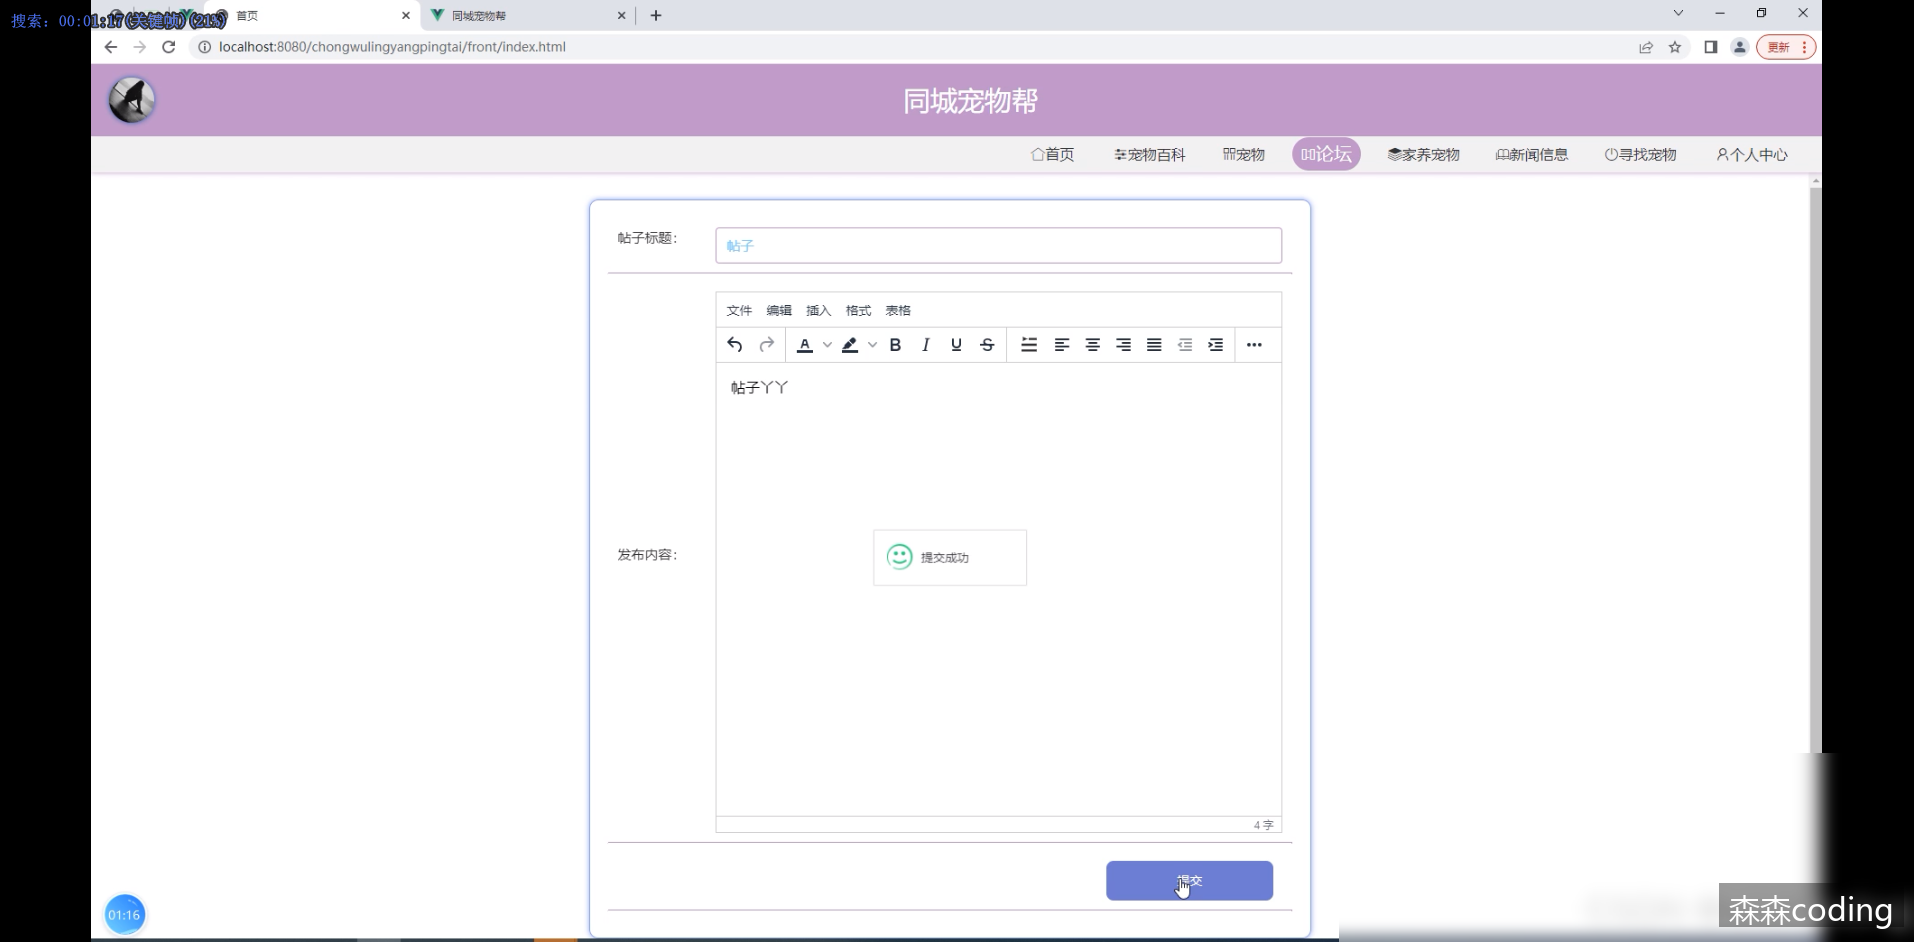 搜索: 00:01:17(关键帧)(21%)
首页
同城宠物帮
localhost:8080/chongwulingyangpingtai/front/index.html
更新
同城宠物帮
首页 宠物百科 宠物 论坛 家养宠物 新闻信息 寻找宠物 个人中心
帖子标题：
帖子
文件 编辑 插入 格式 表格
帖子丫丫
发布内容：
提交成功
4 字
提交
01:16
森森coding